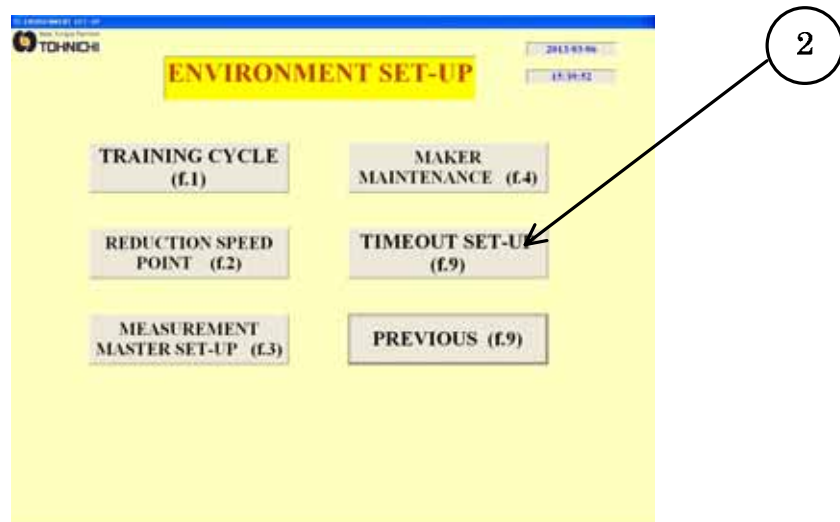 TOHNICHI
ENVIRONMENT SET-UP
2013/03/06
15:39:52
2
TRAINING CYCLE
(f.1)
MAKER
MAINTENANCE (f.4)
REDUCTION SPEED
POINT (f.2)
TIMEOUT SET-UP
(f.9)
MEASUREMENT
MASTER SET-UP (f.3)
PREVIOUS (f.9)